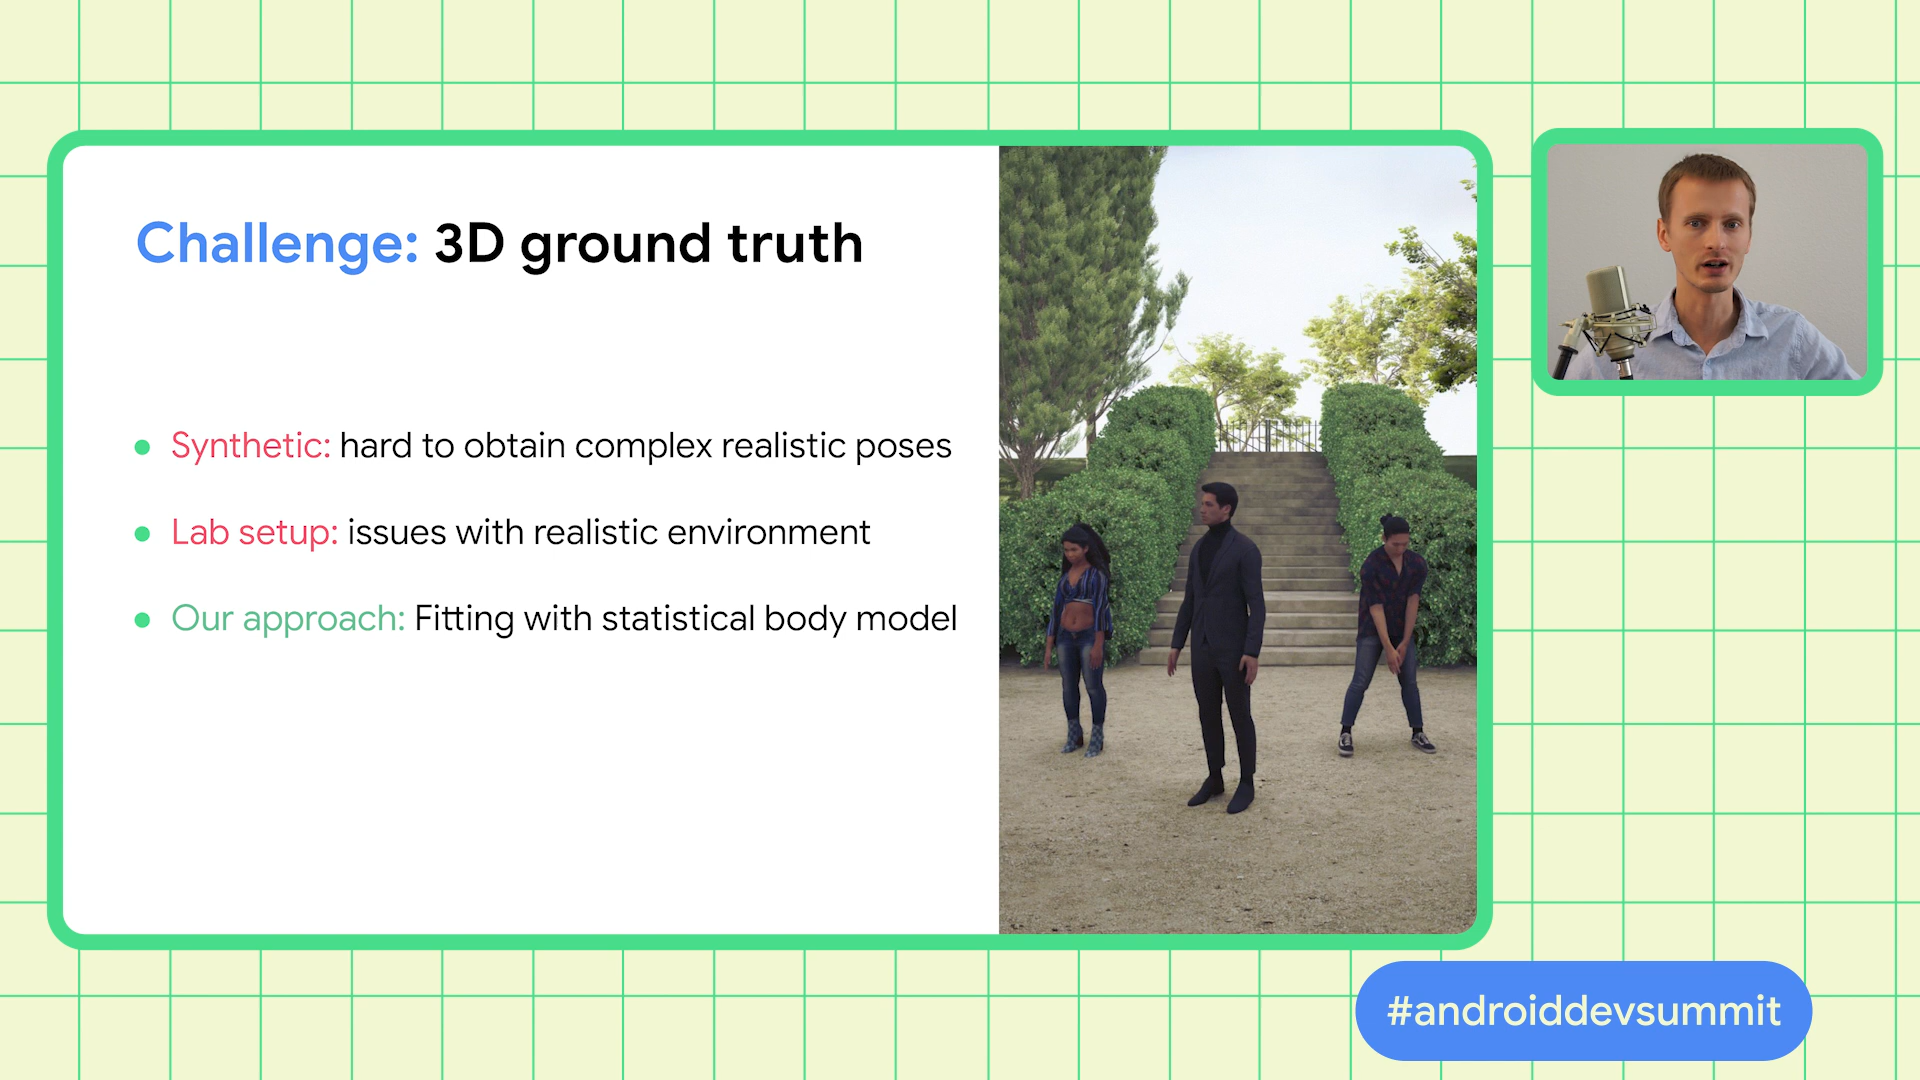 Challenge: 3D ground truth
Synthetic: hard to obtain complex realistic poses
Lab setup: issues with realistic environment
Our approach: Fitting with statistical body model
#androiddevsummit